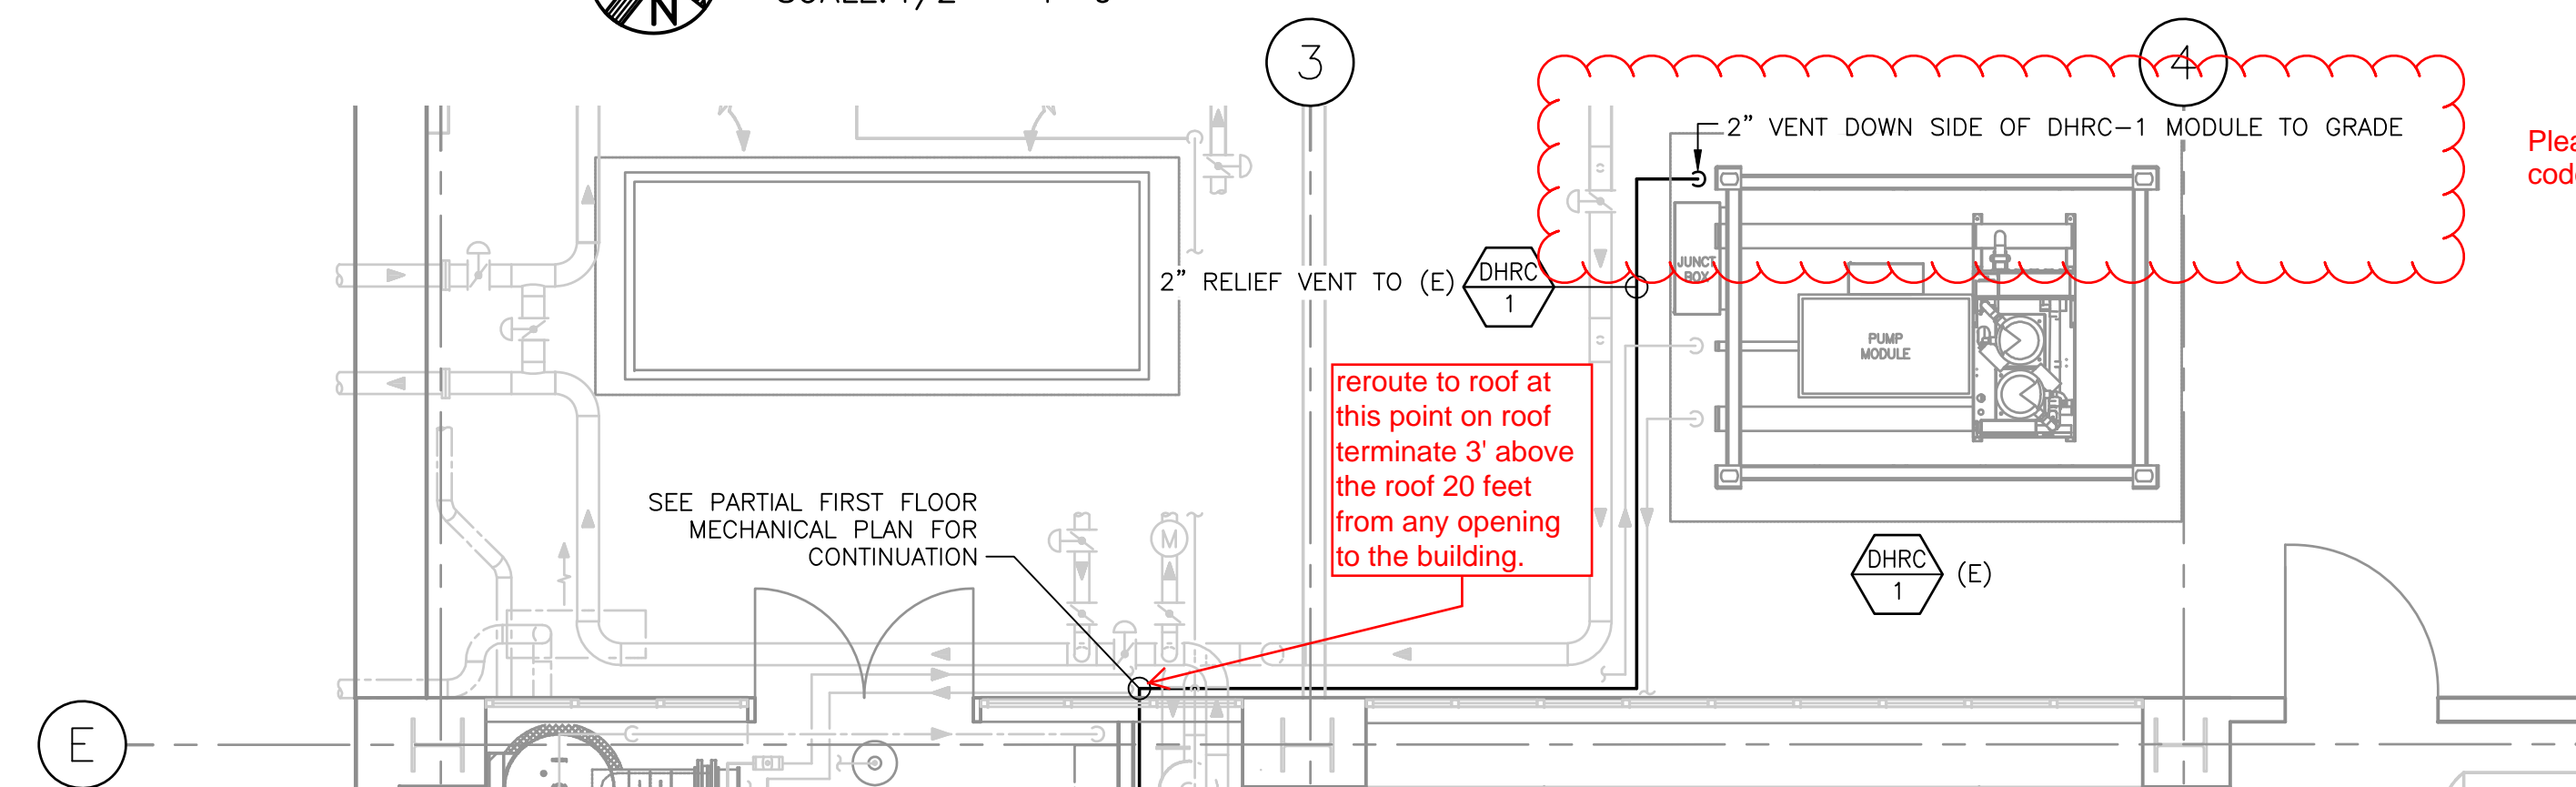 N
3
4
2" VENT DOWN SIDE OF DHRC-1 MODULE TO GRADE
JUNCT
BOX
2" RELIEF VENT TO (E)
DHRC
1
PUMP
MODULE
reroute to roof at
this point on roof
terminate 3' above
the roof 20 feet
from any opening
to the building.
SEE PARTIAL FIRST FLOOR
MECHANICAL PLAN FOR
CONTINUATION
M
DHRC
1
(E)
E